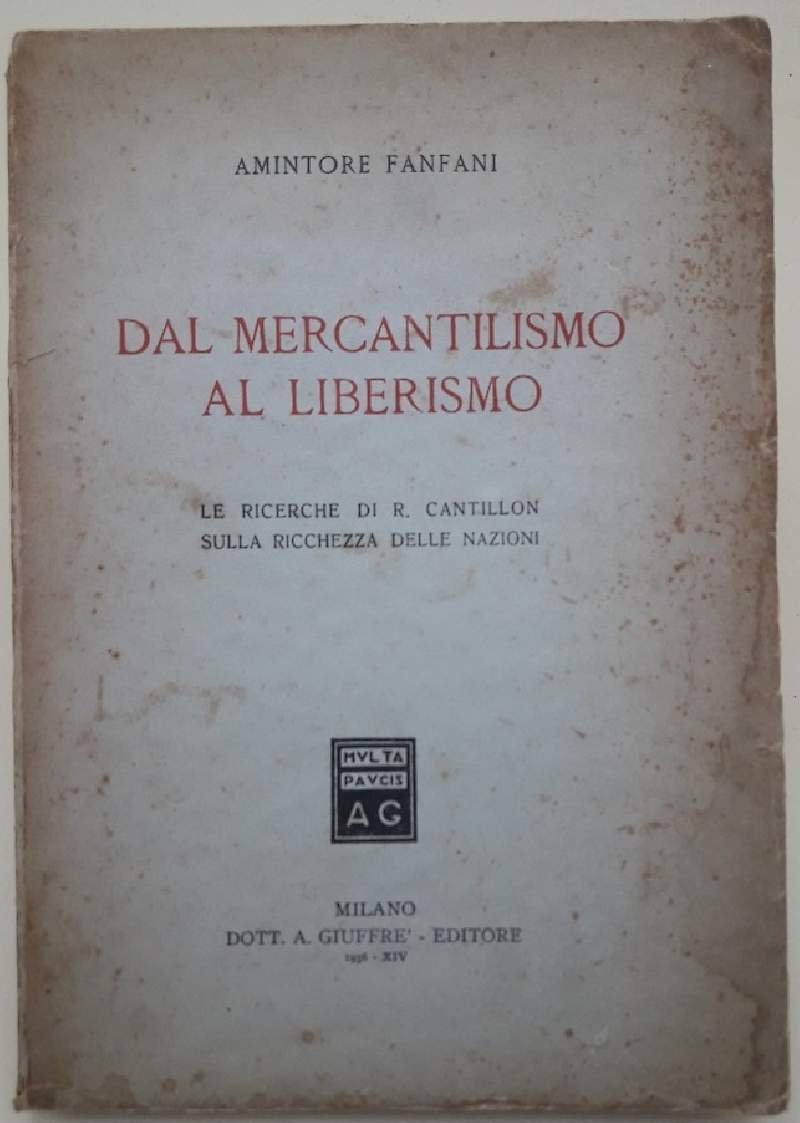 AMINTORE FANFANI
DAL MERCANTILISMO
AL LIBERISMO
LE RICERCHE DI R. CANTILLON
SULLA RICCHEZZA DELLE NAZIONI
MVLTA
PAVCIS
AG
MILANO
DOTT. A. GIUFFRE' - EDITORE
1936 - XIV